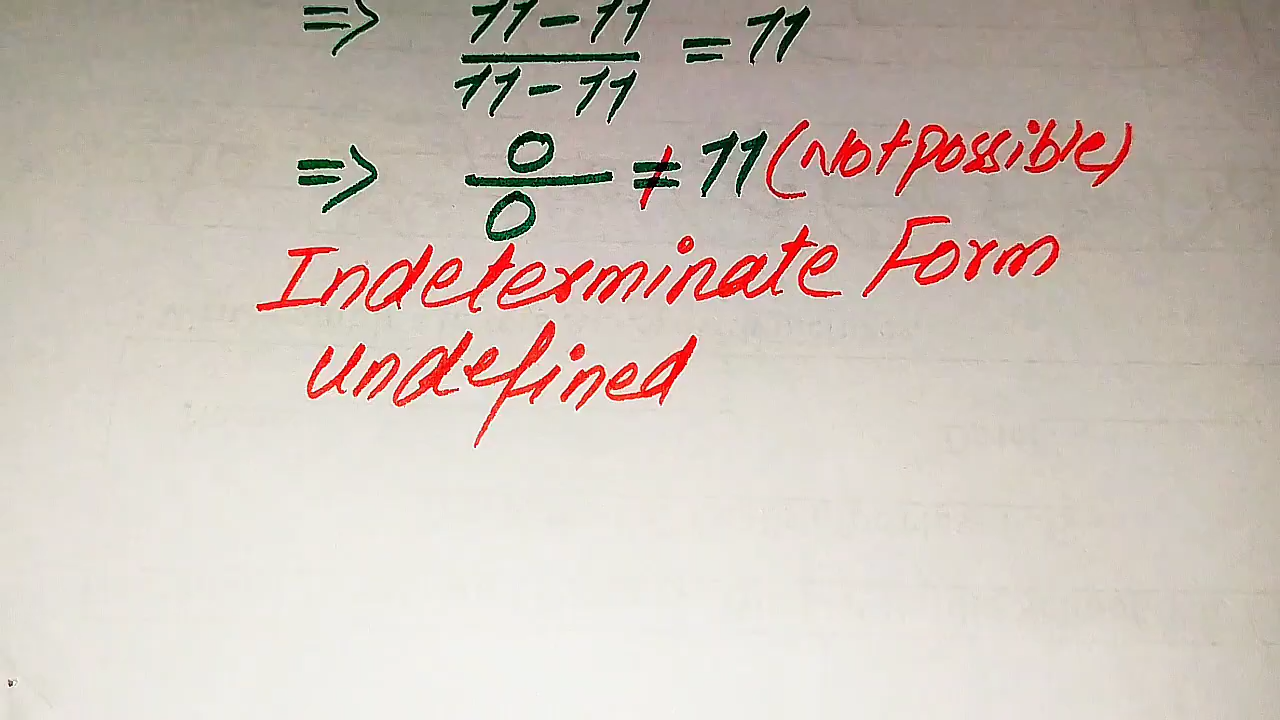 => 11-11 / 11-11 = 11
=> 0/0 ≠ 11 (Not possible)
Indeterminate Form
undefined